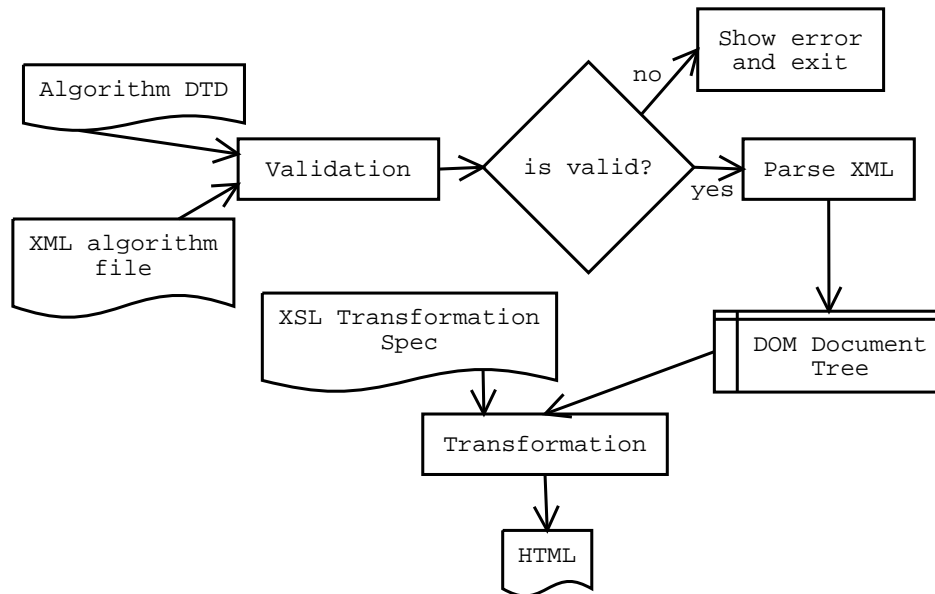 Show error
and exit
Algorithm DTD
no
Validation
is valid?
yes
Parse XML
XML algorithm
file
XSL Transformation
Spec
DOM Document
Tree
Transformation
HTML